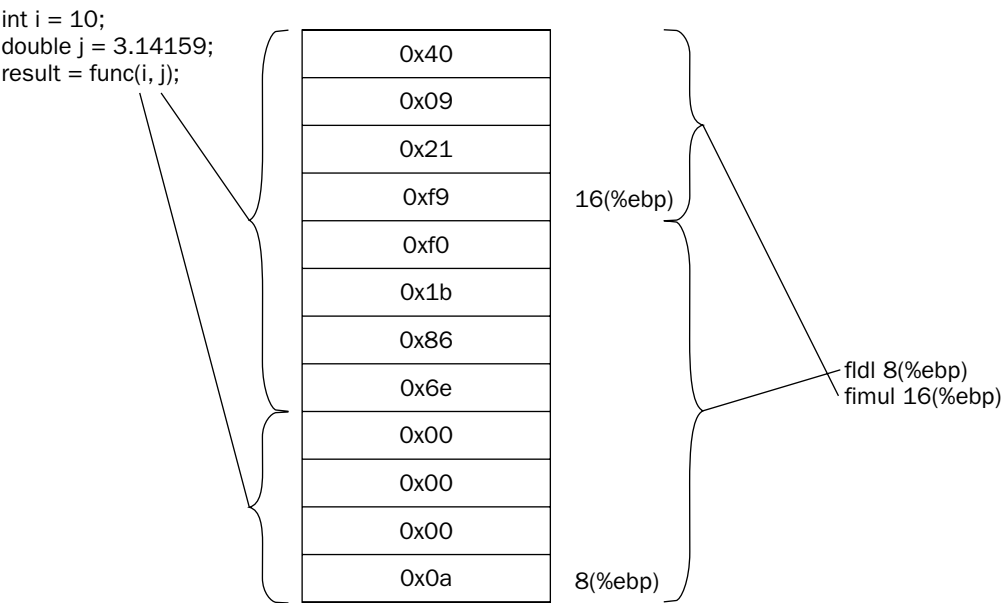 int i = 10;
double j = 3.14159;
result = func(i, j);
0x40
0x09
0x21
0xf9
0xf0
0x1b
0x86
0x6e
0x00
0x00
0x00
0x0a
16(%ebp)
8(%ebp)
fldl 8(%ebp)
fimul 16(%ebp)